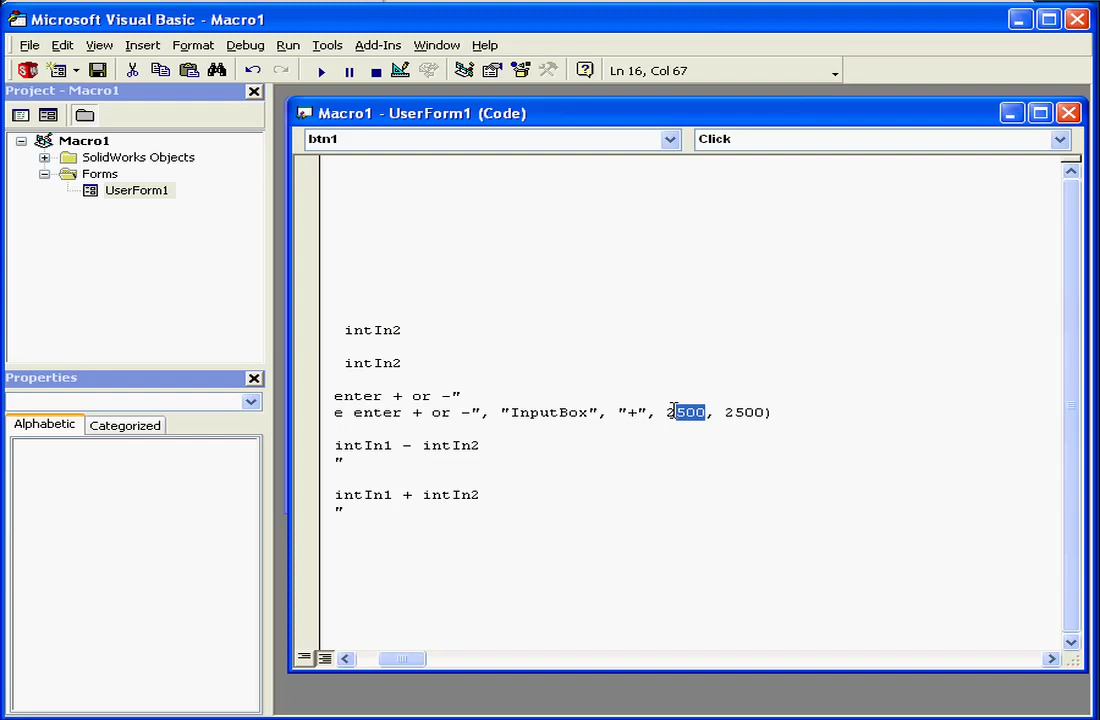 Microsoft Visual Basic - Macro1
File Edit View Insert Format Debug Run Tools Add-Ins Window Help
Ln 16, Col 67
Project - Macro1
Macro1
SolidWorks Objects
Forms
UserForm1
Properties
Alphabetic Categorized
Macro1 - UserForm1 (Code)
btn1 Click
intIn2
intIn2
enter + or -"
e enter + or -", "InputBox", "+", 2500, 2500)
intIn1 - intIn2
"
intIn1 + intIn2
"